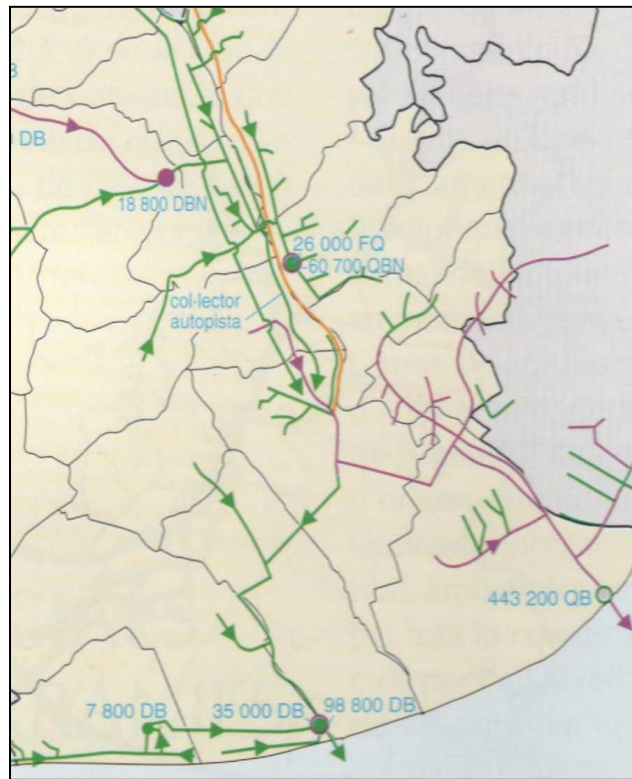 DB
18 800 DBN
26 000 FQ
-60 700 QBN
col·lector
autopista
443 200 QB
7 800 DB
35 000 DB
98 800 DB